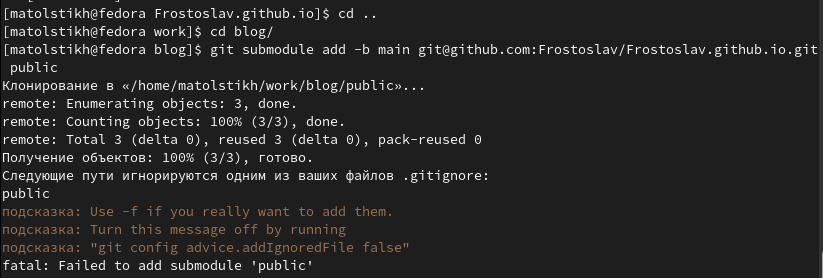 [matolstikh@fedora Frostoslav.github.io]$ cd ..
[matolstikh@fedora work]$ cd blog/
[matolstikh@fedora blog]$ git submodule add -b main git@github.com:Frostoslav/Frostoslav.github.io.git
public
Клонирование в «/home/matolstikh/work/blog/public»...
remote: Enumerating objects: 3, done.
remote: Counting objects: 100% (3/3), done.
remote: Total 3 (delta 0), reused 3 (delta 0), pack-reused 0
Получение объектов: 100% (3/3), готово.
Следующие пути игнорируются одним из ваших файлов .gitignore:
public
подсказка: Use -f if you really want to add them.
подсказка: Turn this message off by running
подсказка: "git config advice.addIgnoredFile false"
fatal: Failed to add submodule 'public'